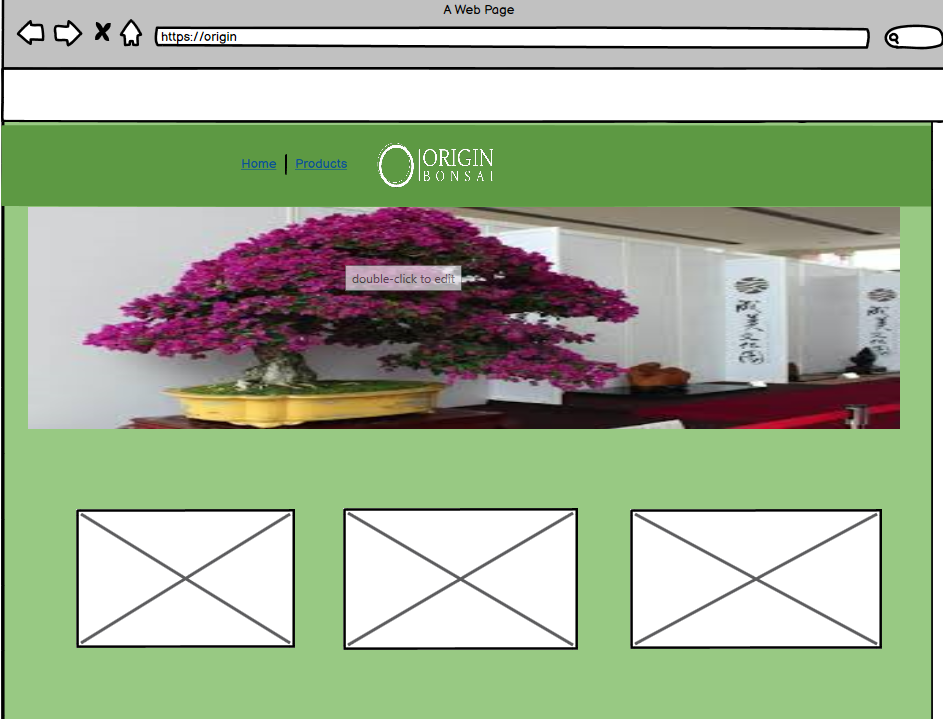 A Web Page
https://origin
Home
Products
ORIGIN
BONSAI
double-click to edit